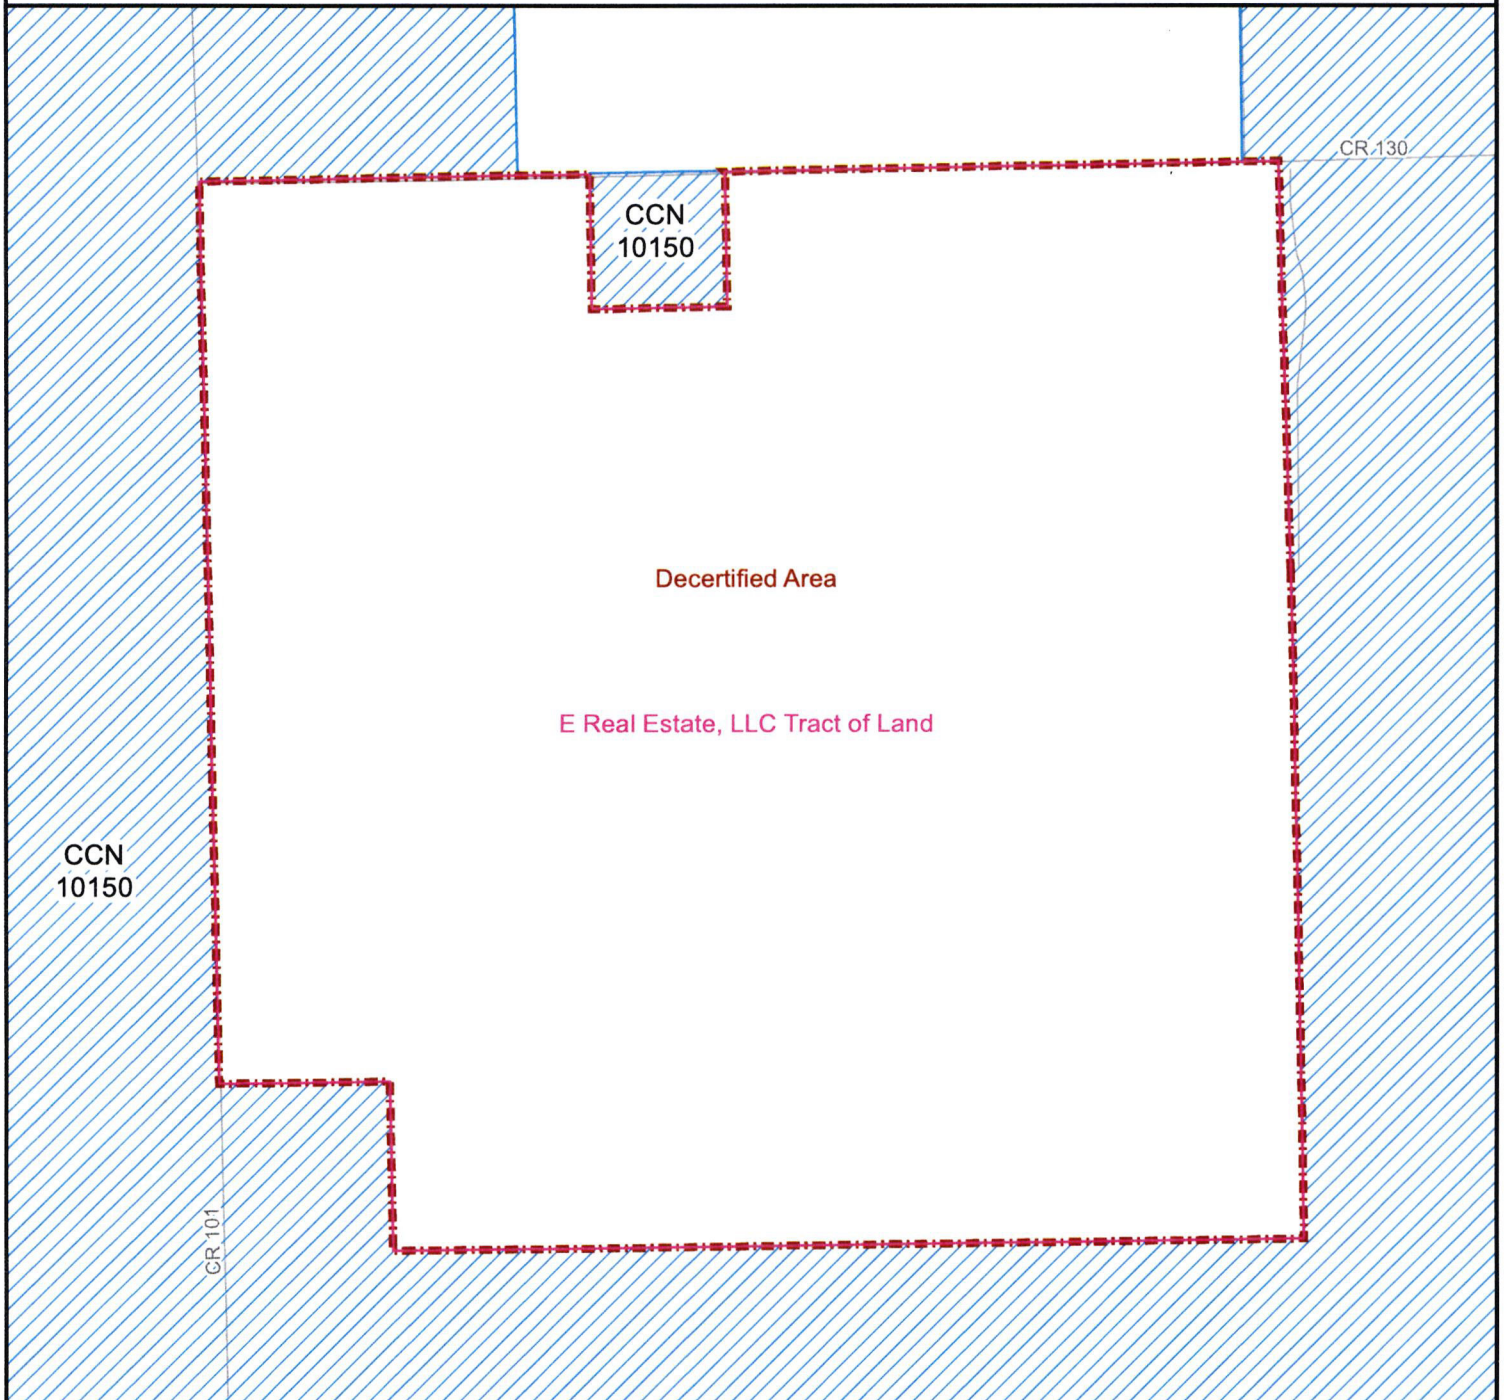 CR 130
CCN
10150
Decertified Area
E Real Estate, LLC Tract of Land
CCN
10150
CR 101